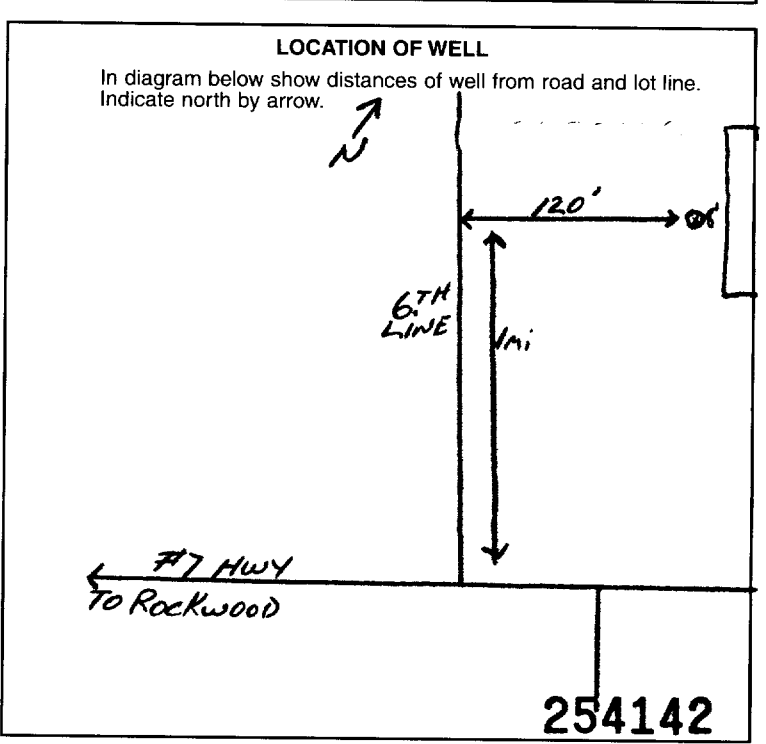 LOCATION OF WELL
In diagram below show distances of well from road and lot line.
Indicate north by arrow.
N
120'
6TH
LINE
1mi
#7 HWY
TO ROCKWOOD
254142